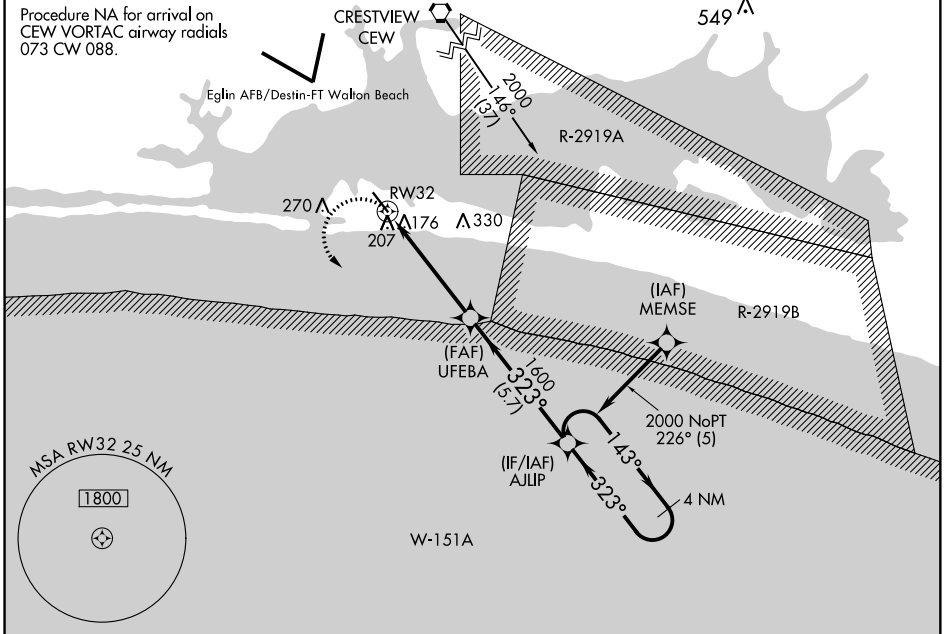 Procedure NA for arrival on
CEW VORTAC airway radials
073 CW 088.
CRESTVIEW
CEW
549
Eglin AFB/Destin-FT Walton Beach
2000
146°
(37)
R-2919A
RW32
270
176
330
207
(IAF)
MEMSE
R-2919B
(FAF)
UFEBA
1600
323°
(5.7)
2000 NoPT
226° (5)
MSA RW32 25 NM
1800
(IF/IAF)
AJLIP
143°
323°
4 NM
W-151A